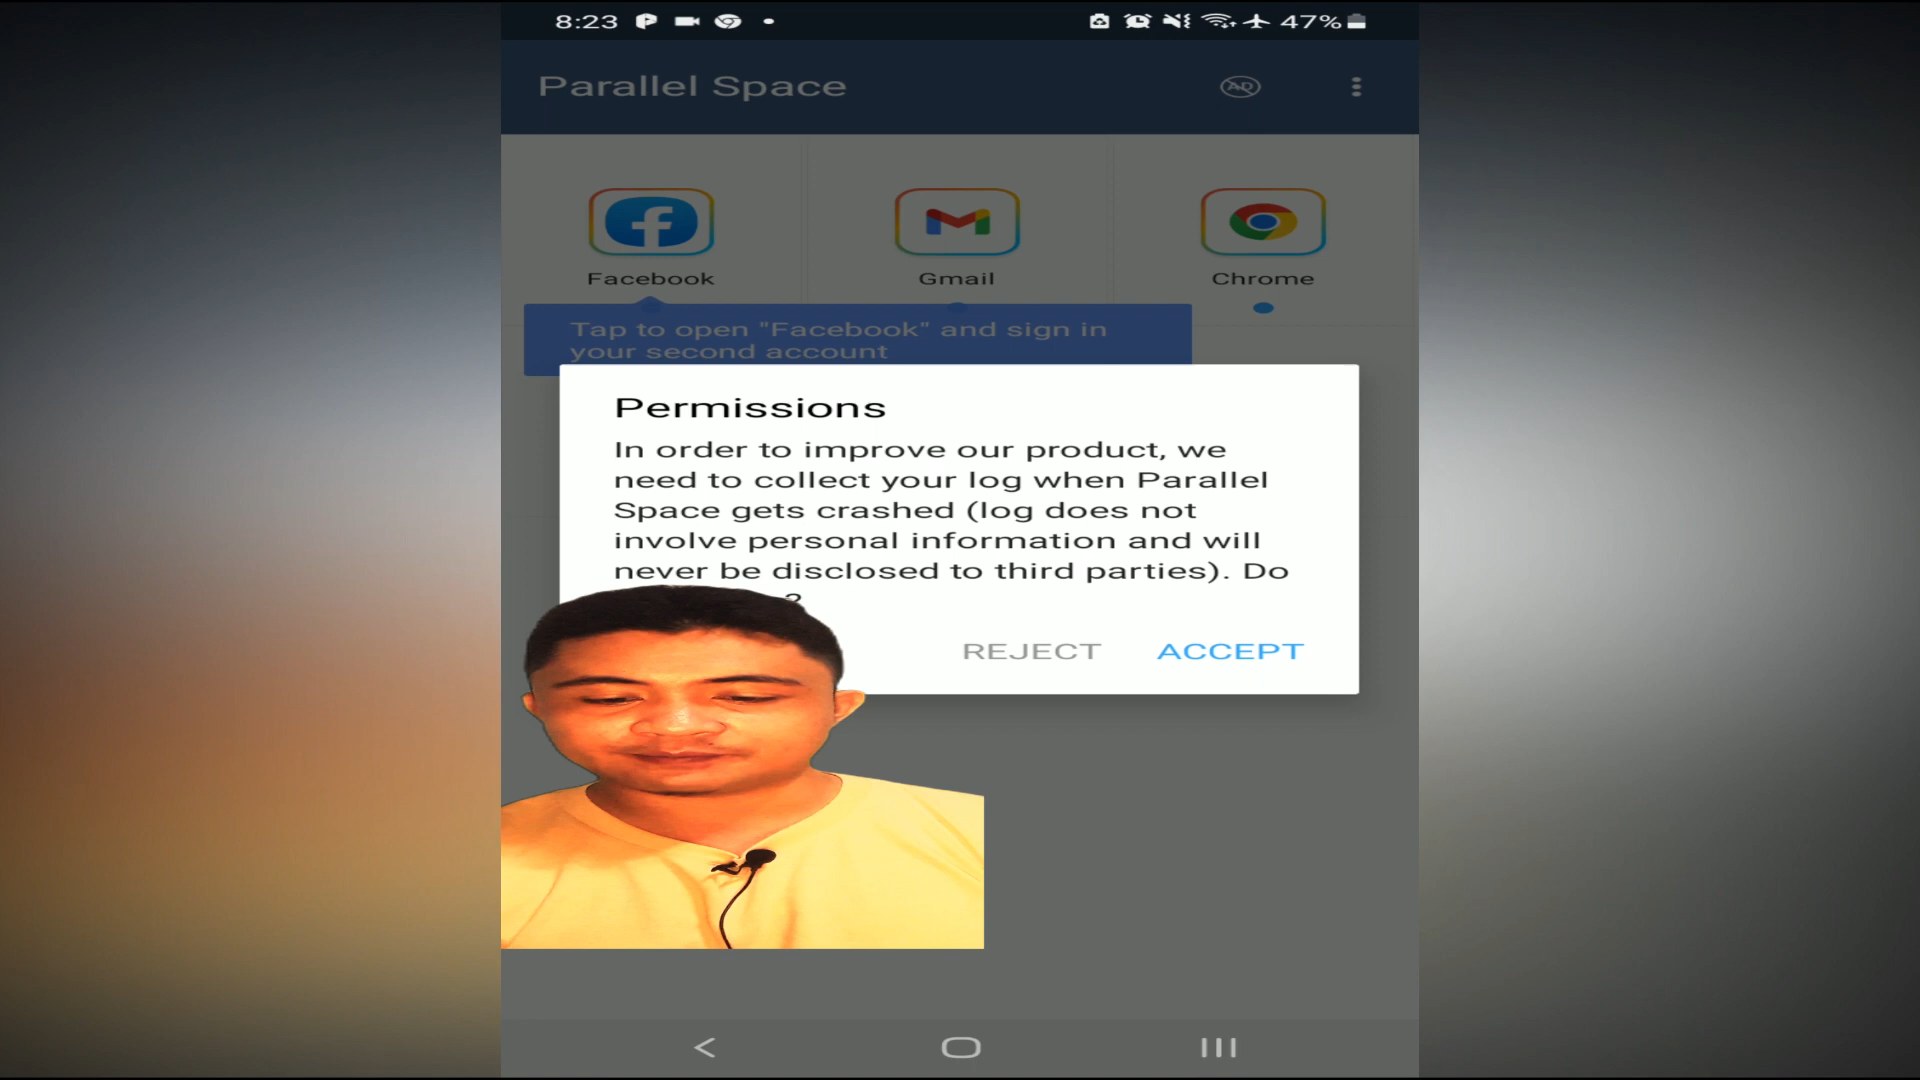 8:23
47%
Parallel Space
AD
Facebook
Gmail
Chrome
Tap to open "Facebook" and sign in
your second account
Permissions
In order to improve our product, we
need to collect your log when Parallel
Space gets crashed (log does not
involve personal information and will
never be disclosed to third parties). Do
?
REJECT
ACCEPT